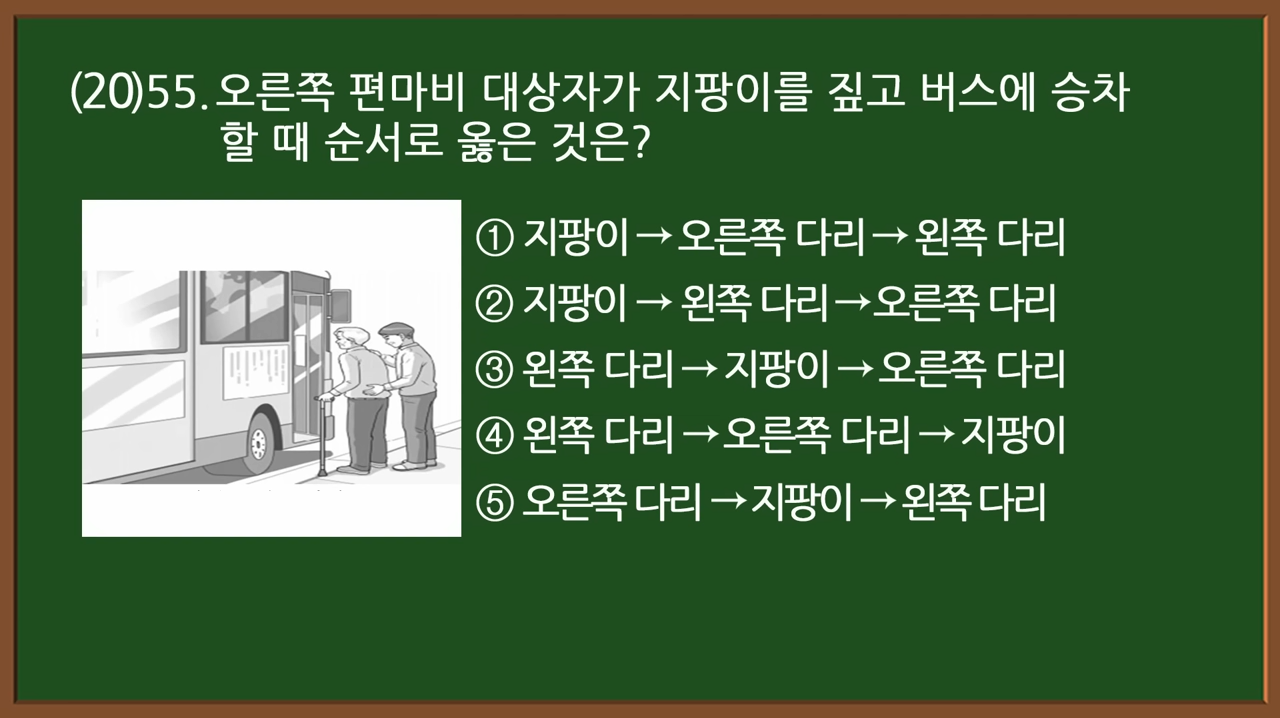 (20)55. 오른쪽 편마비 대상자가 지팡이를 짚고 버스에 승차
할 때 순서로 옳은 것은?
① 지팡이 → 오른쪽 다리 → 왼쪽 다리
② 지팡이 → 왼쪽 다리 → 오른쪽 다리
③ 왼쪽 다리 → 지팡이 → 오른쪽 다리
④ 왼쪽 다리 → 오른쪽 다리 → 지팡이
⑤ 오른쪽 다리 → 지팡이 → 왼쪽 다리